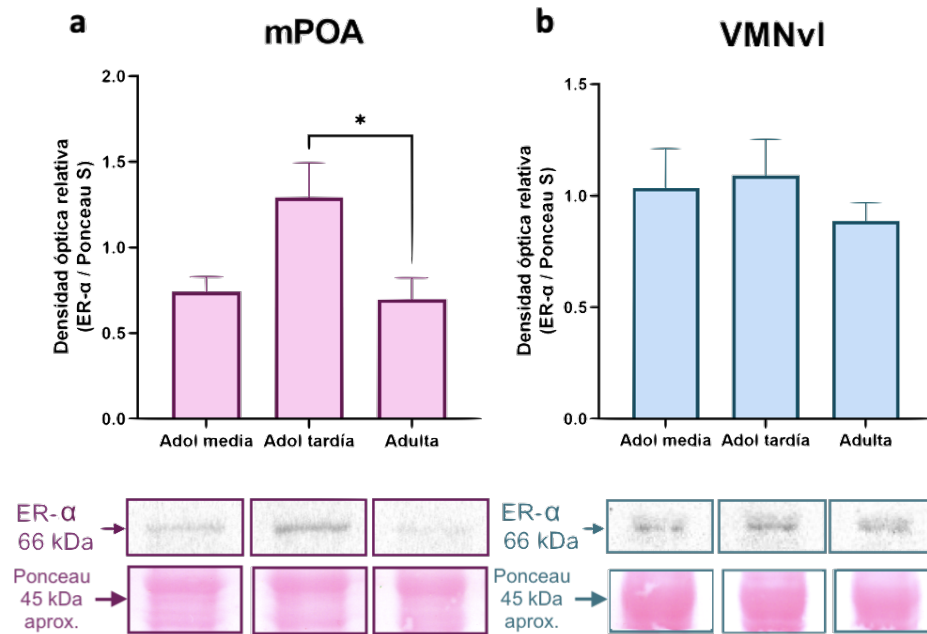 a
mPOA
Densidad óptica relativa
(ER-α / Ponceau S)
2.0
1.5
1.0
0.5
0.0
*
Adol media
Adol tardía
Adulta
b
VMNvl
Densidad óptica relativa
(ER-α / Ponceau S)
1.5
1.0
0.5
0.0
Adol media
Adol tardía
Adulta
ER-α
66 kDa
Ponceau
45 kDa
aprox.
ER-α
66 kDa
Ponceau
45 kDa
aprox.